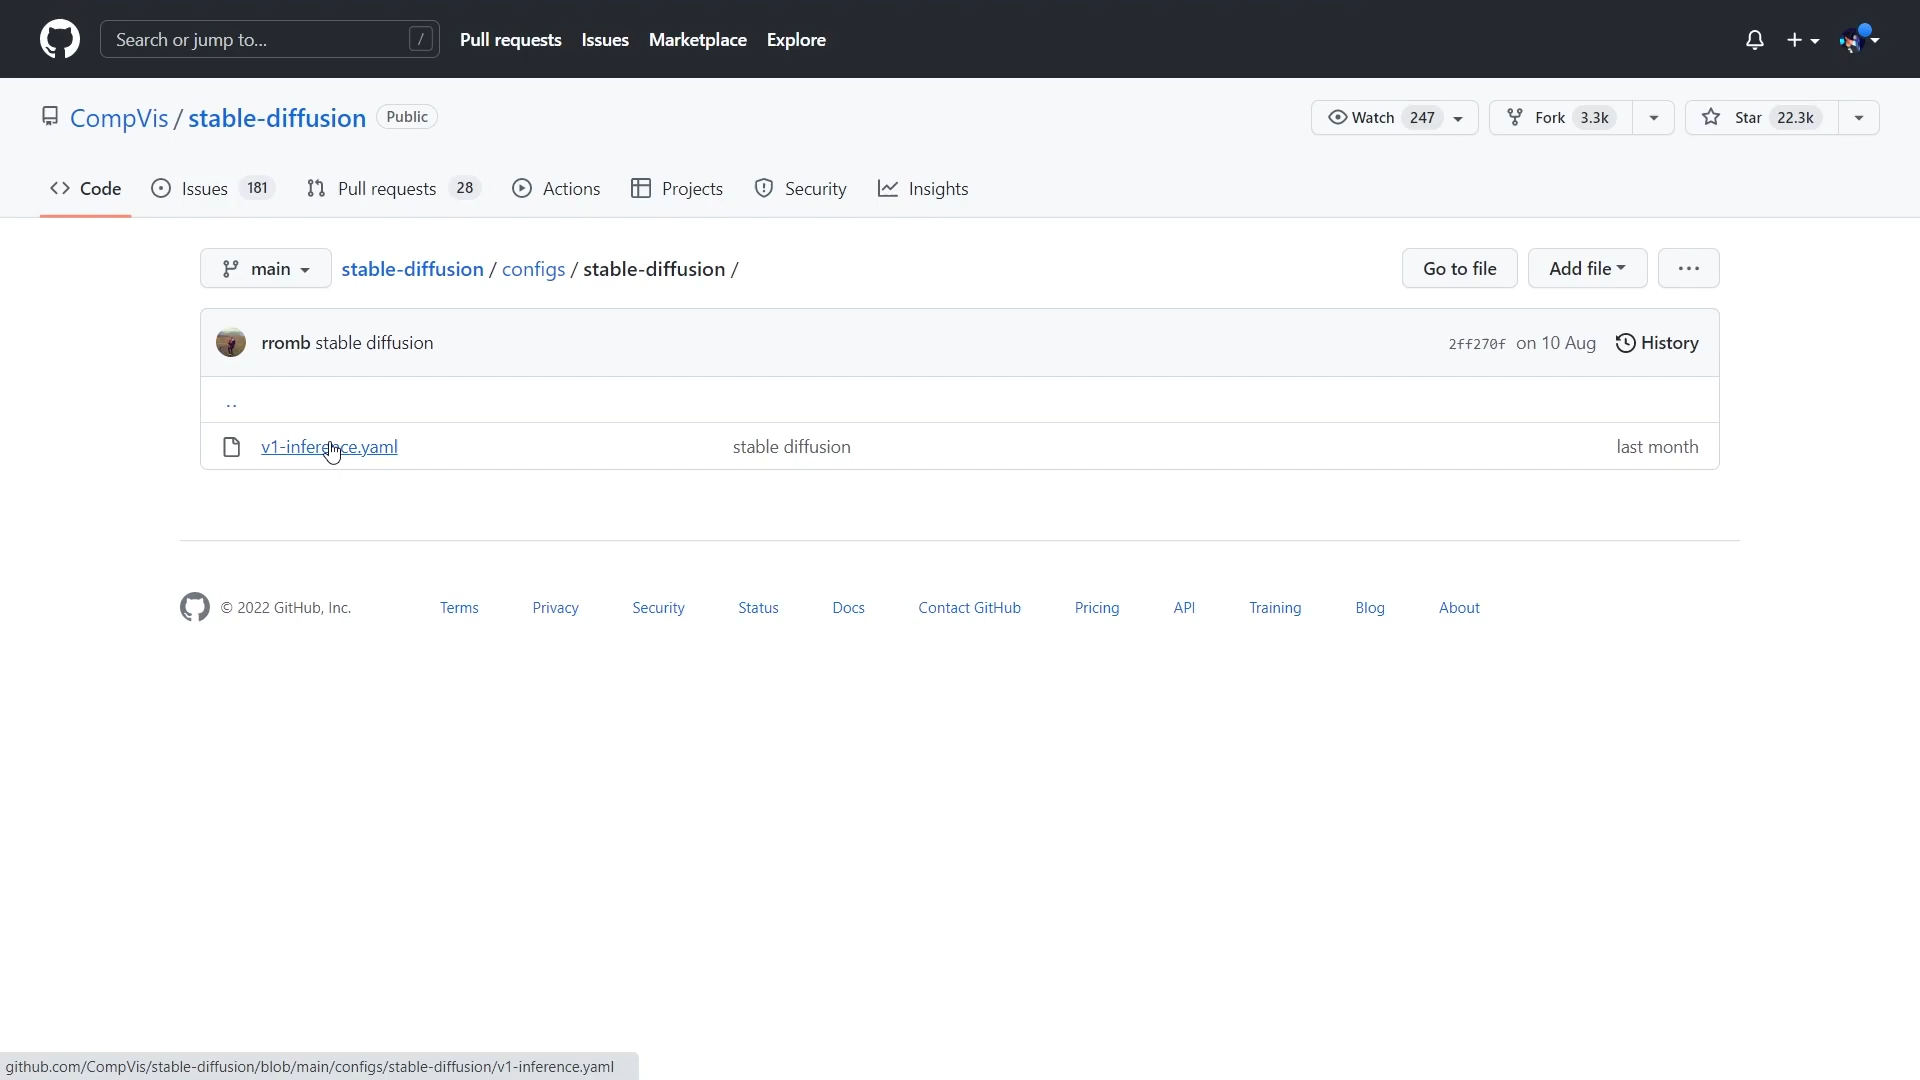 Search or jump to... /
Pull requests Issues Marketplace Explore
CompVis / stable-diffusion Public
Watch 247 Fork 3.3k Star 22.3k
Code Issues 181 Pull requests 28 Actions Projects Security Insights
main stable-diffusion / configs / stable-diffusion / Go to file Add file ...
rromb stable diffusion 2ff270f on 10 Aug History
..
v1-inference.yaml stable diffusion last month
© 2022 GitHub, Inc. Terms Privacy Security Status Docs Contact GitHub Pricing API Training Blog About
github.com/CompVis/stable-diffusion/blob/main/configs/stable-diffusion/v1-inference.yaml